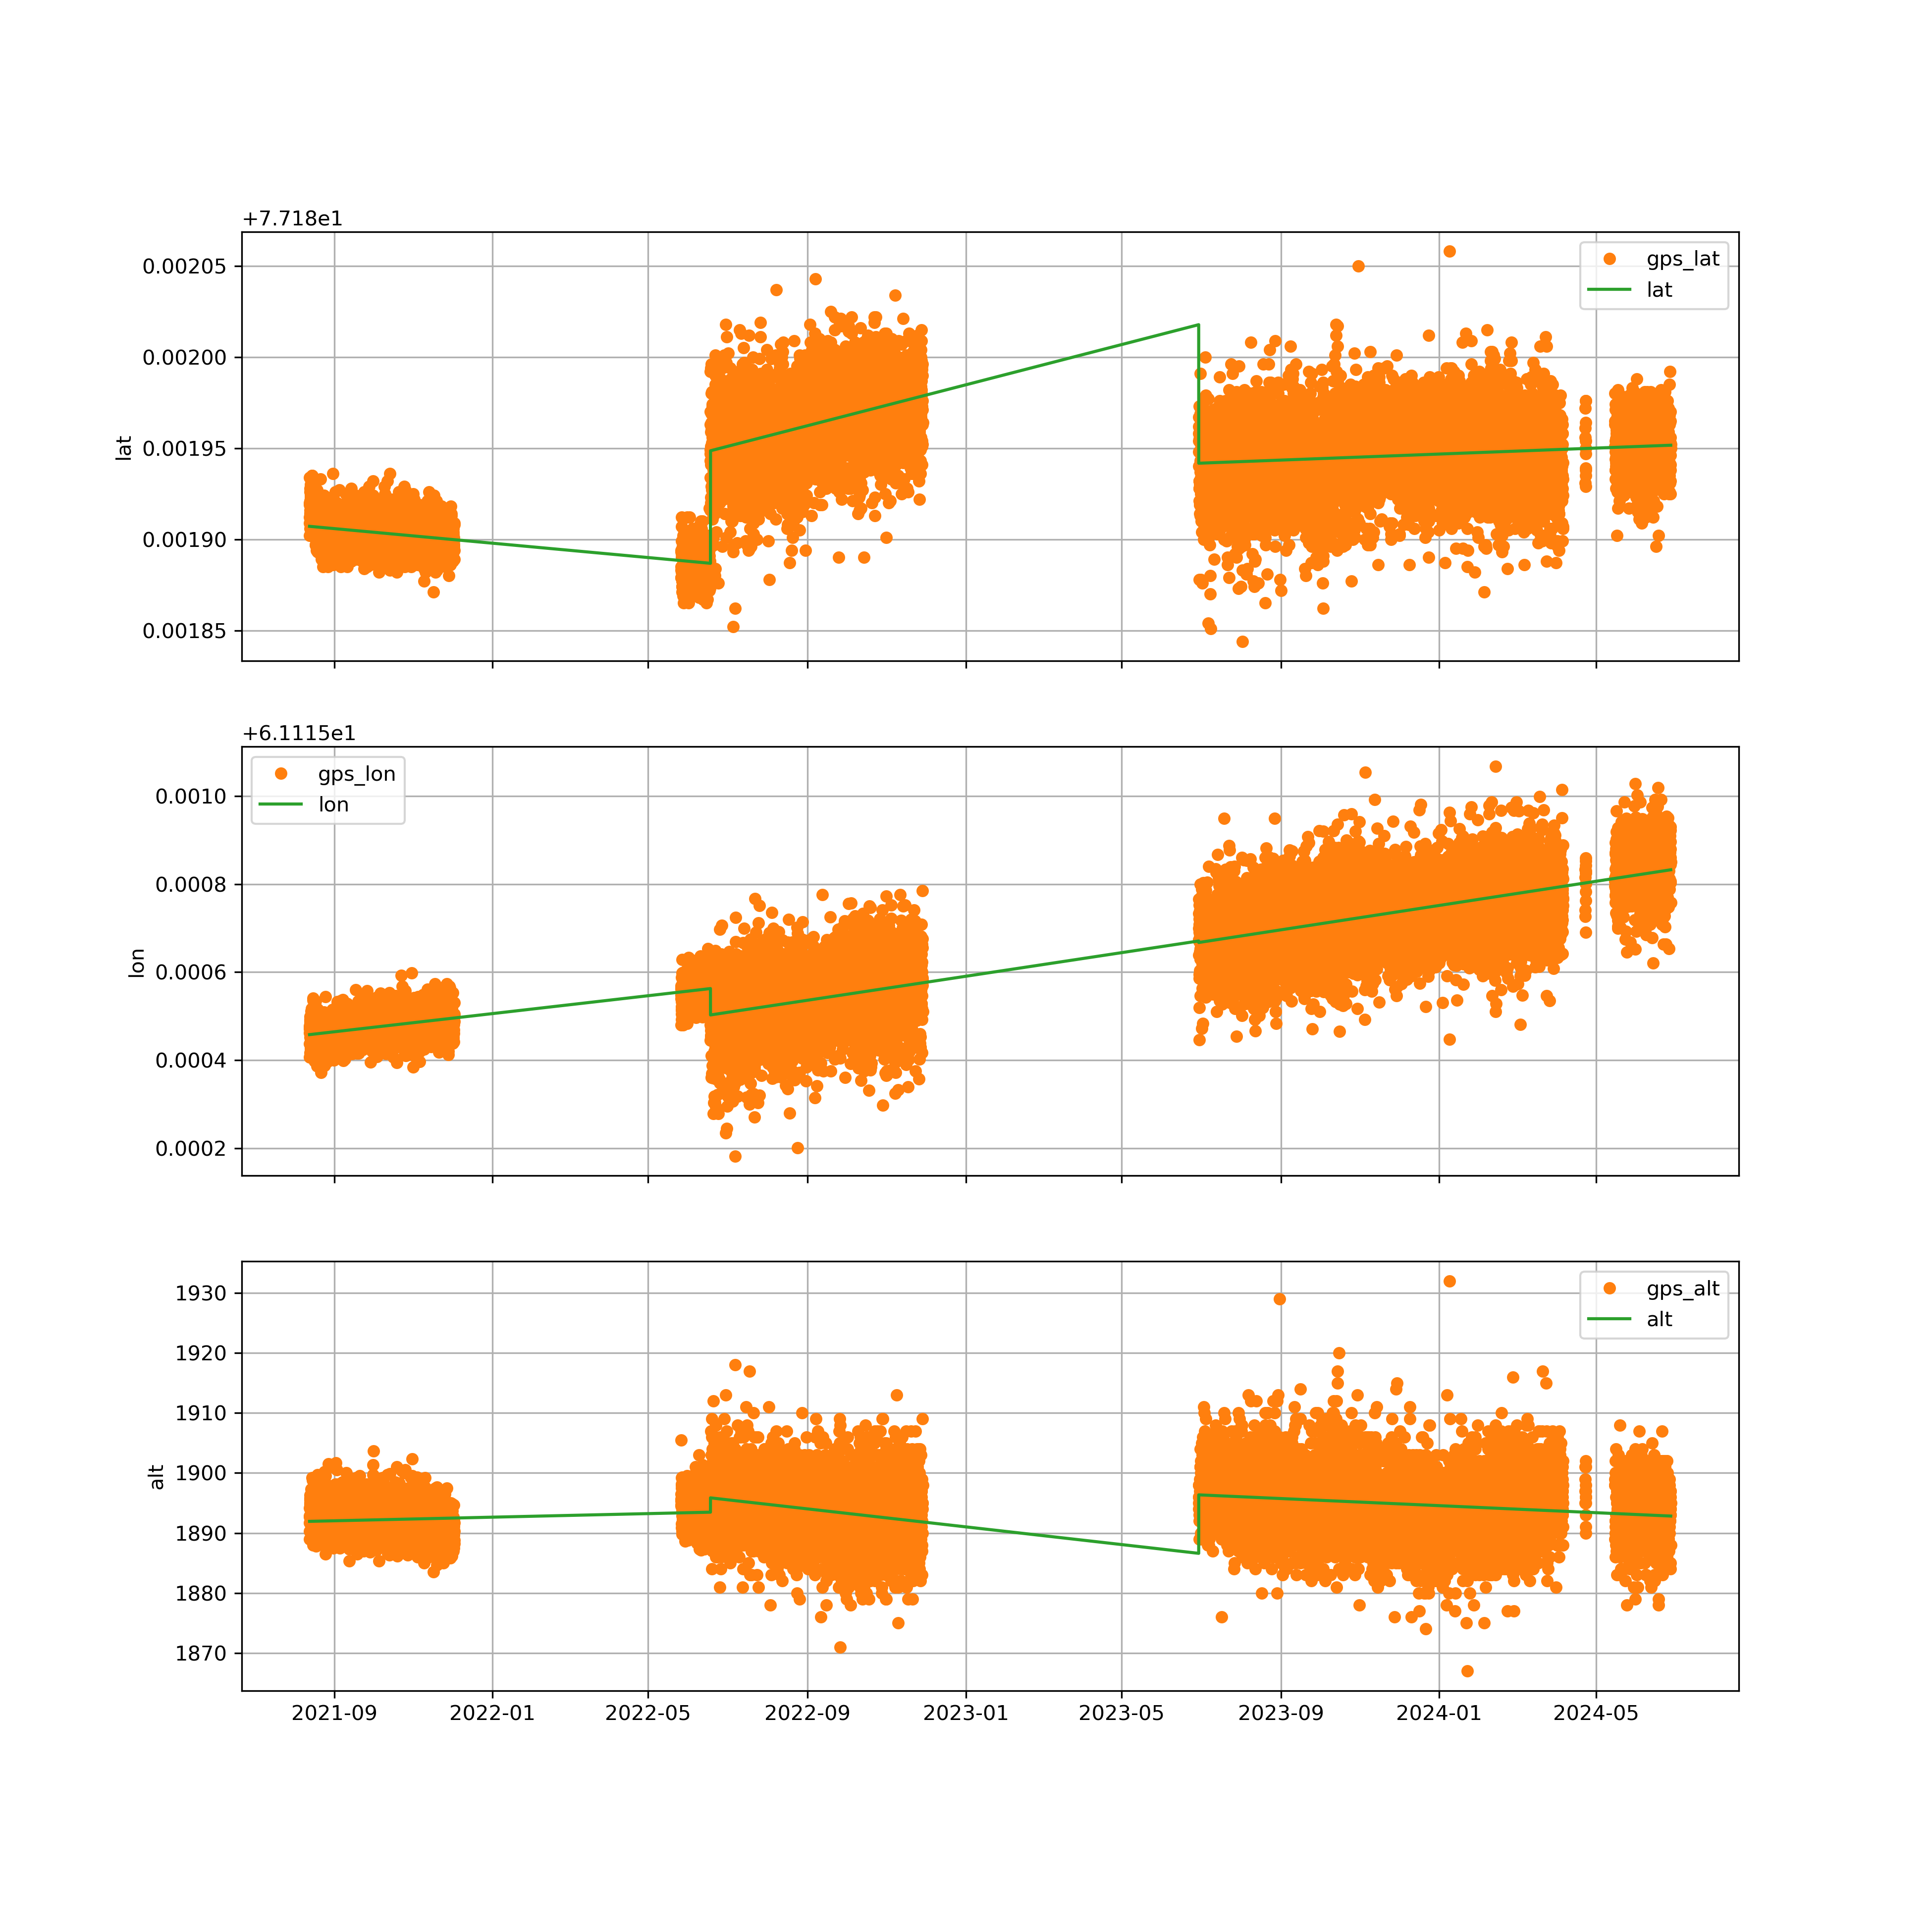 +7.718e1
0.00205
0.00200
0.00195
0.00190
0.00185
lat
gps_lat
lat
+6.1115e1
0.0010
0.0008
0.0006
0.0004
0.0002
lon
gps_lon
lon
1930
1920
1910
1900
1890
1880
1870
alt
gps_alt
alt
2021-09 2022-01 2022-05 2022-09 2023-01 2023-05 2023-09 2024-01 2024-05